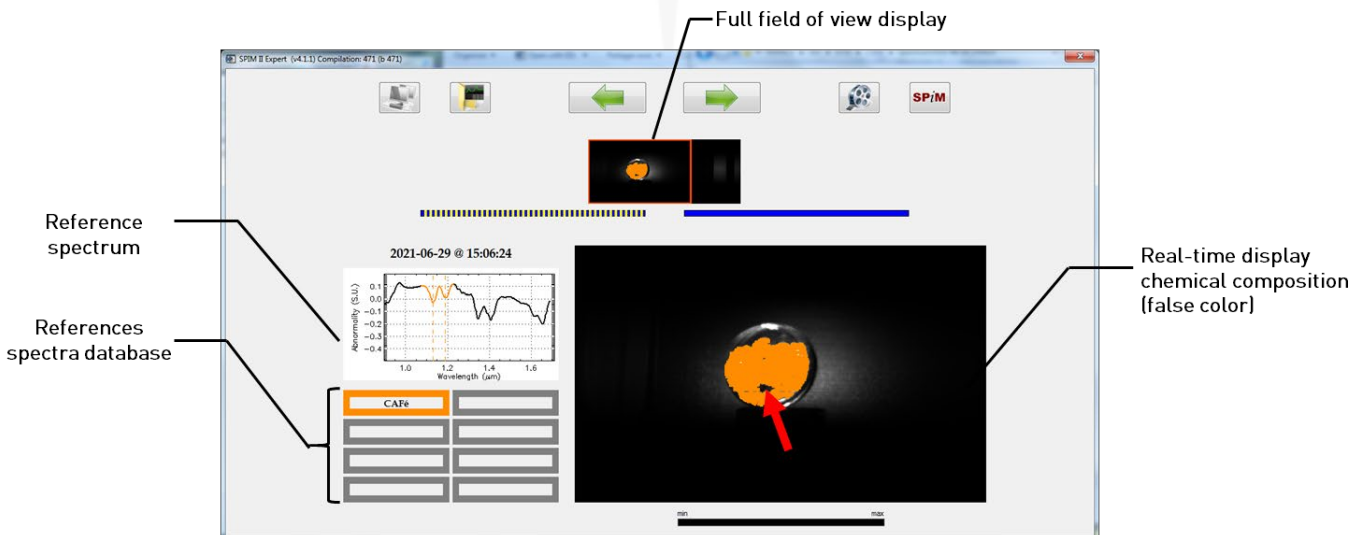 Full field of view display
SPIM II Expert (v4.1.1) Compilation: 471 (b 471)
SPiM
Reference
spectrum
2021-06-29 @ 15:06:24
Abnormality (S.U.)
0.1
0.0
-0.1
-0.2
-0.3
-0.4
1.0 1.2 1.4 1.6
Wavelength (μm)
References
spectra database
CAFé
Real-time display
chemical composition
(false color)
min max